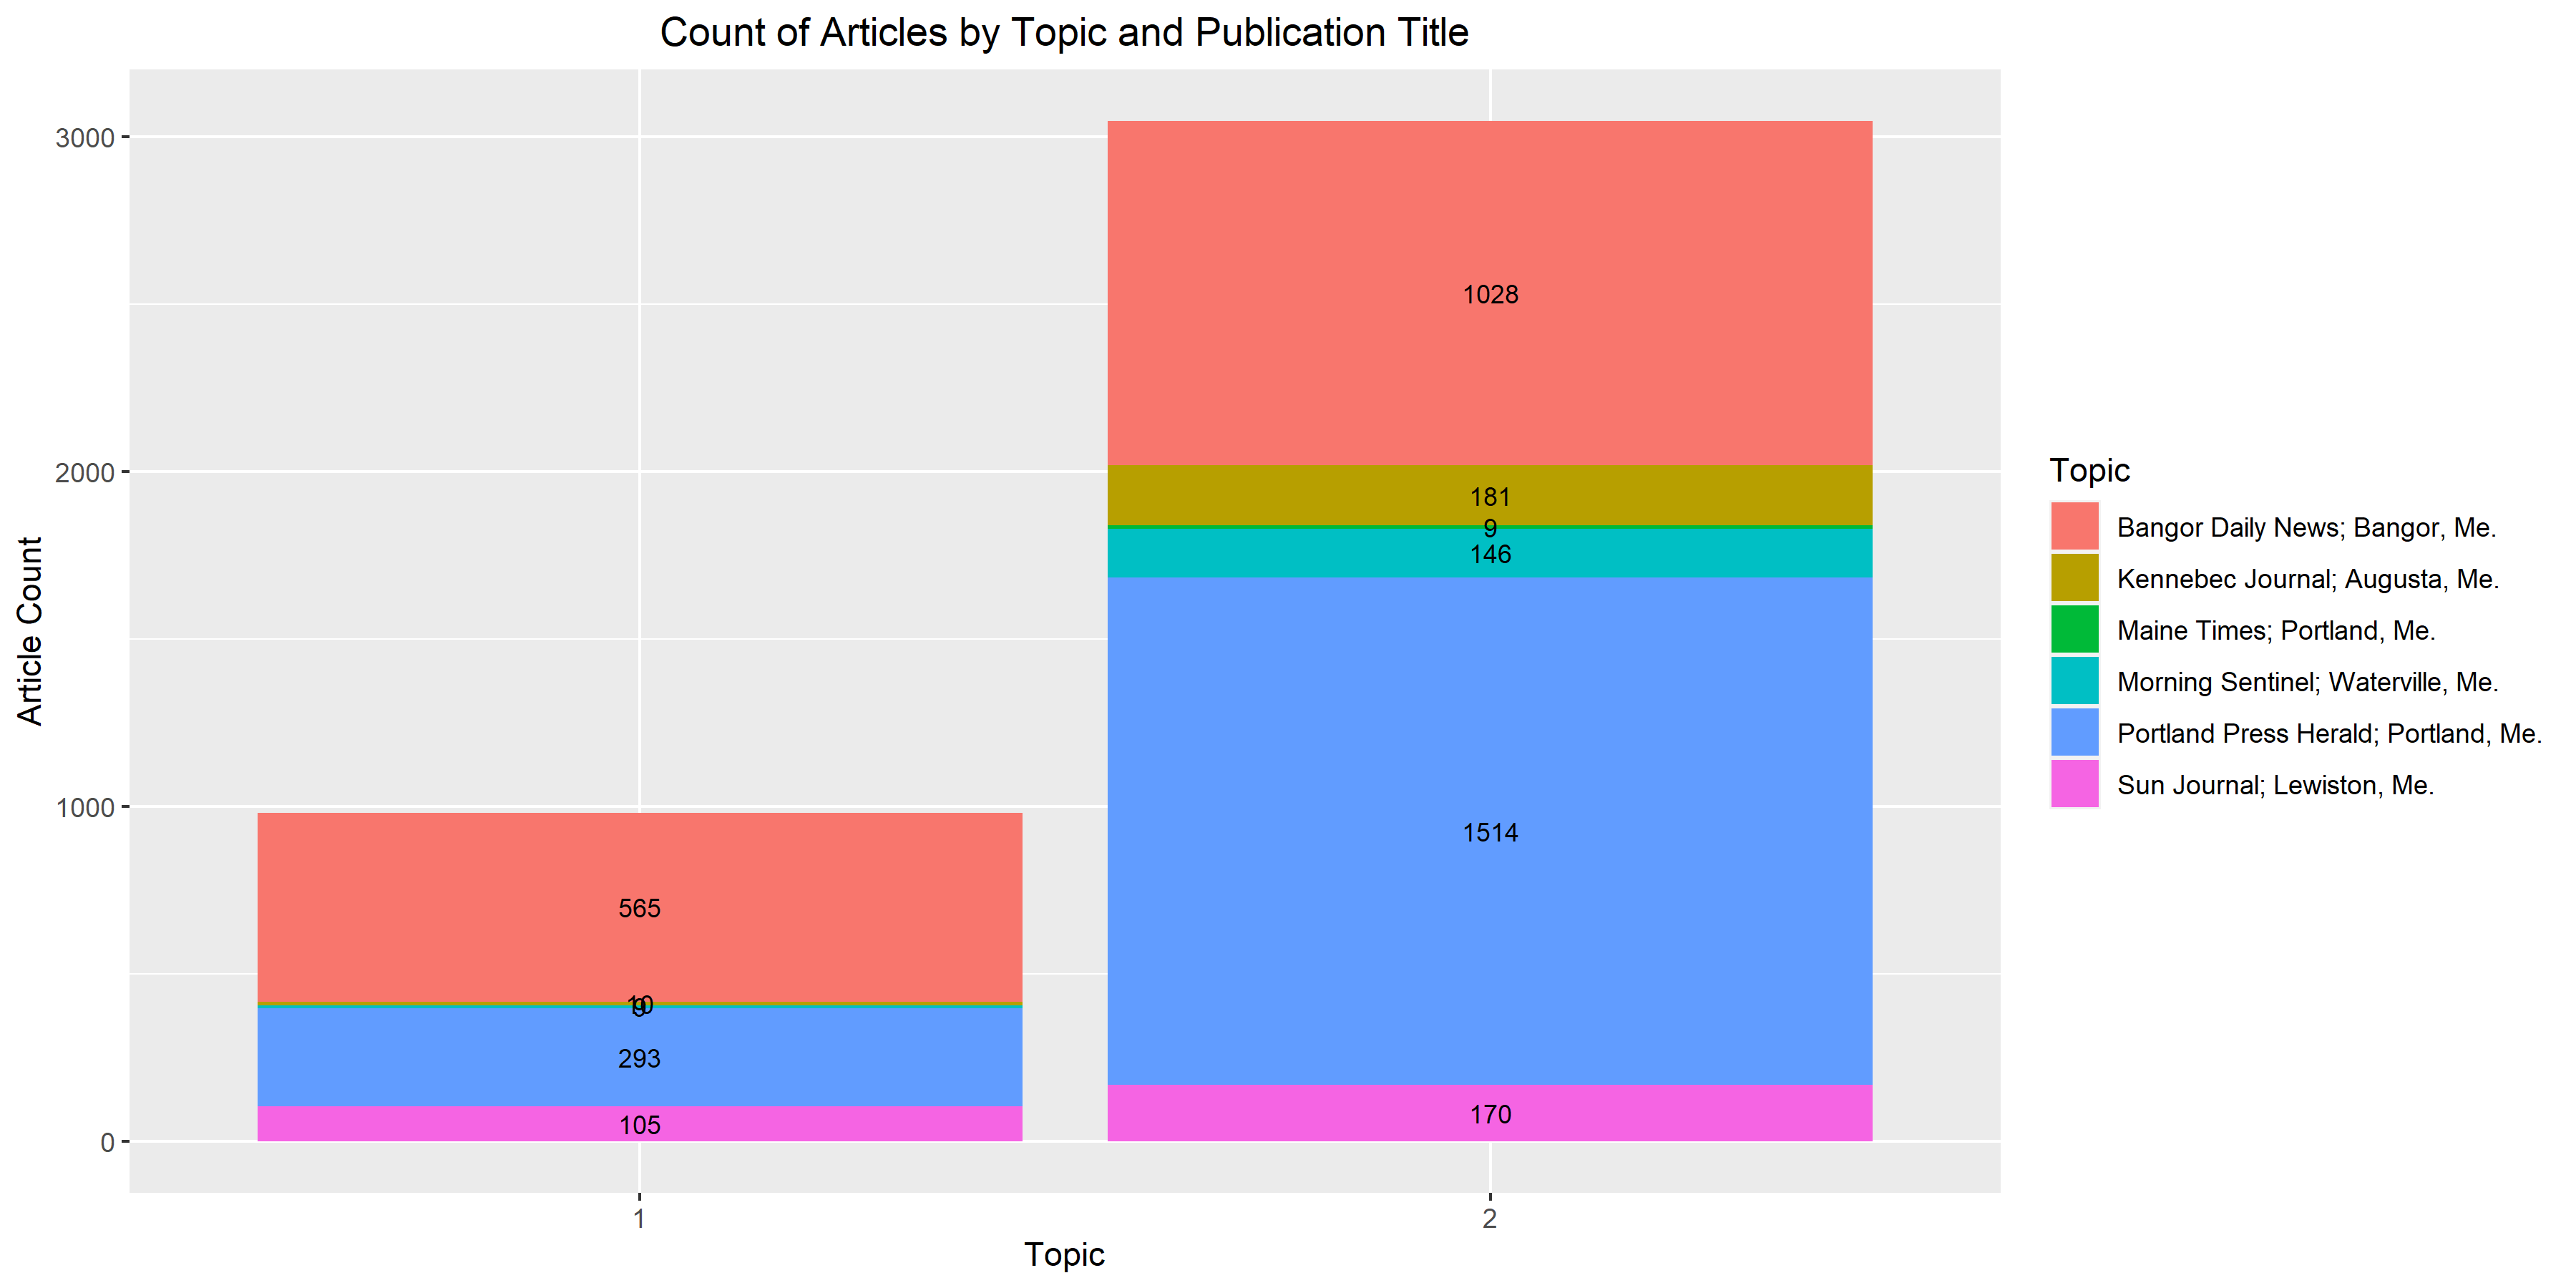 Count of Articles by Topic and Publication Title
Article Count
3000
2000
1000
0
1028
181
9
146
1514
170
565
10
9
293
105
1
2
Topic
Topic
Bangor Daily News; Bangor, Me.
Kennebec Journal; Augusta, Me.
Maine Times; Portland, Me.
Morning Sentinel; Waterville, Me.
Portland Press Herald; Portland, Me.
Sun Journal; Lewiston, Me.